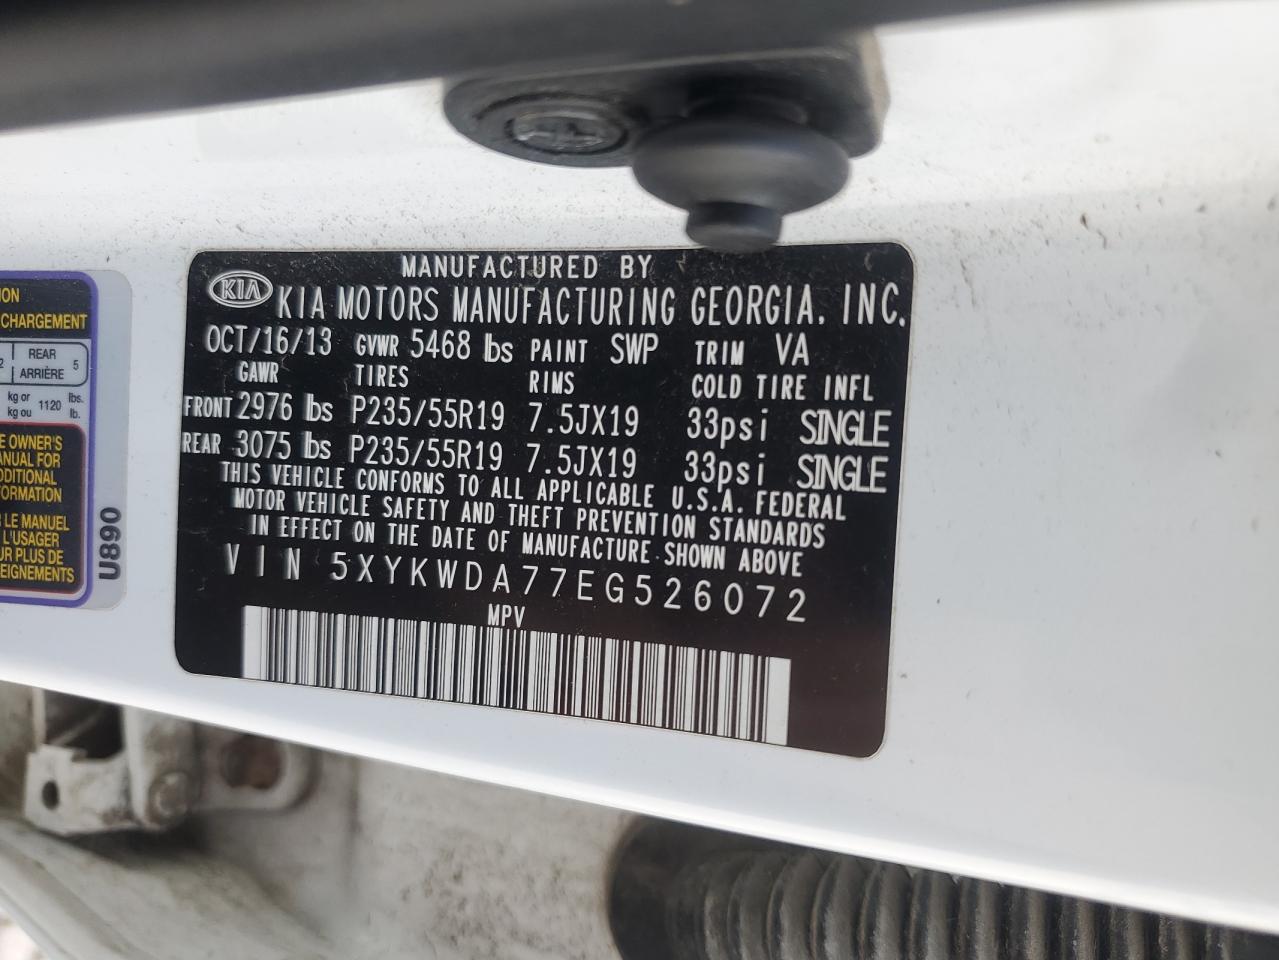 MANUFACTURED BY
KIA KIA MOTORS MANUFACTURING GEORGIA, INC.
OCT/16/13 GVWR 5468 lbs PAINT SWP TRIM VA
GAWR TIRES RIMS COLD TIRE INFL
FRONT 2976 lbs P235/55R19 7.5JX19 33psi SINGLE
REAR 3075 lbs P235/55R19 7.5JX19 33psi SINGLE
THIS VEHICLE CONFORMS TO ALL APPLICABLE U.S.A. FEDERAL
MOTOR VEHICLE SAFETY AND THEFT PREVENTION STANDARDS
IN EFFECT ON THE DATE OF MANUFACTURE SHOWN ABOVE
VIN 5XYKWDA77EG526072
MPV
ION
CHARGEMENT
2 REAR 5
ARRIÈRE
kg or 1120 lbs.
kg ou lb.
E OWNER'S
ANUAL FOR
DDITIONAL
FORMATION
LE MANUEL
L'USAGER
UR PLUS DE
EIGNEMENTS
U890